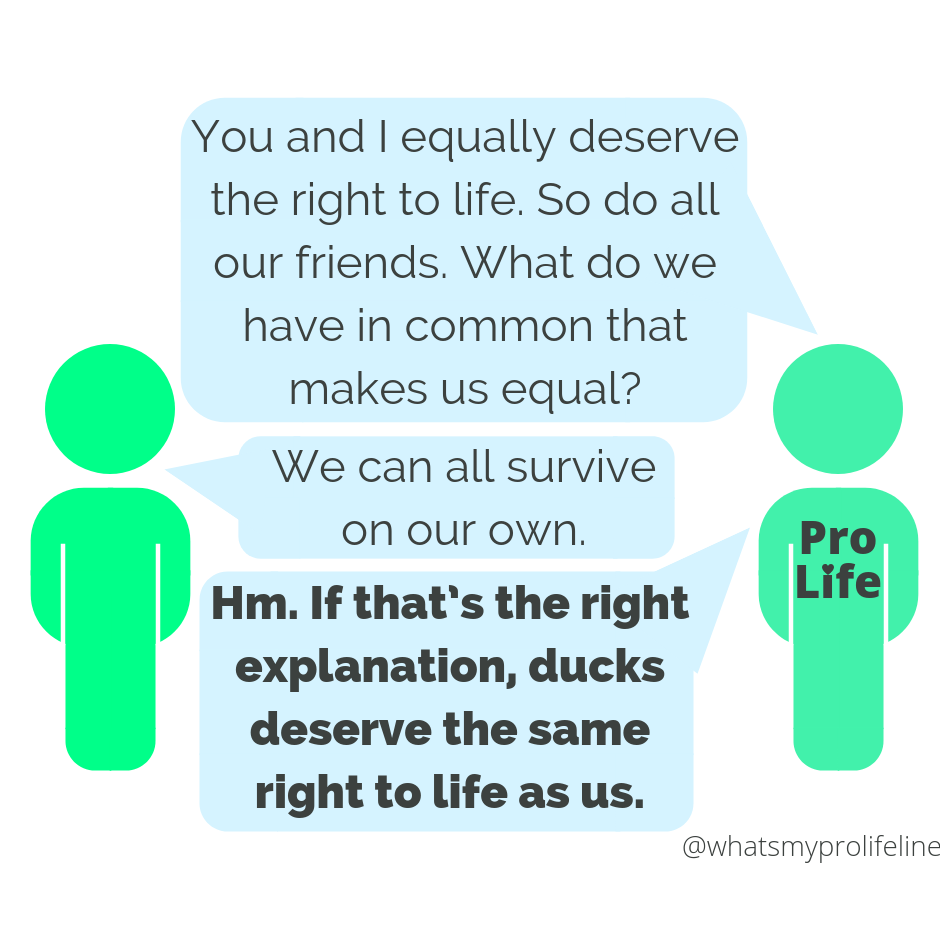 You and I equally deserve
the right to life. So do all
our friends. What do we
have in common that
makes us equal?
We can all survive
on our own.
Hm. If that’s the right
explanation, ducks
deserve the same
right to life as us.
Pro
Life
@whatsmyprolifeline